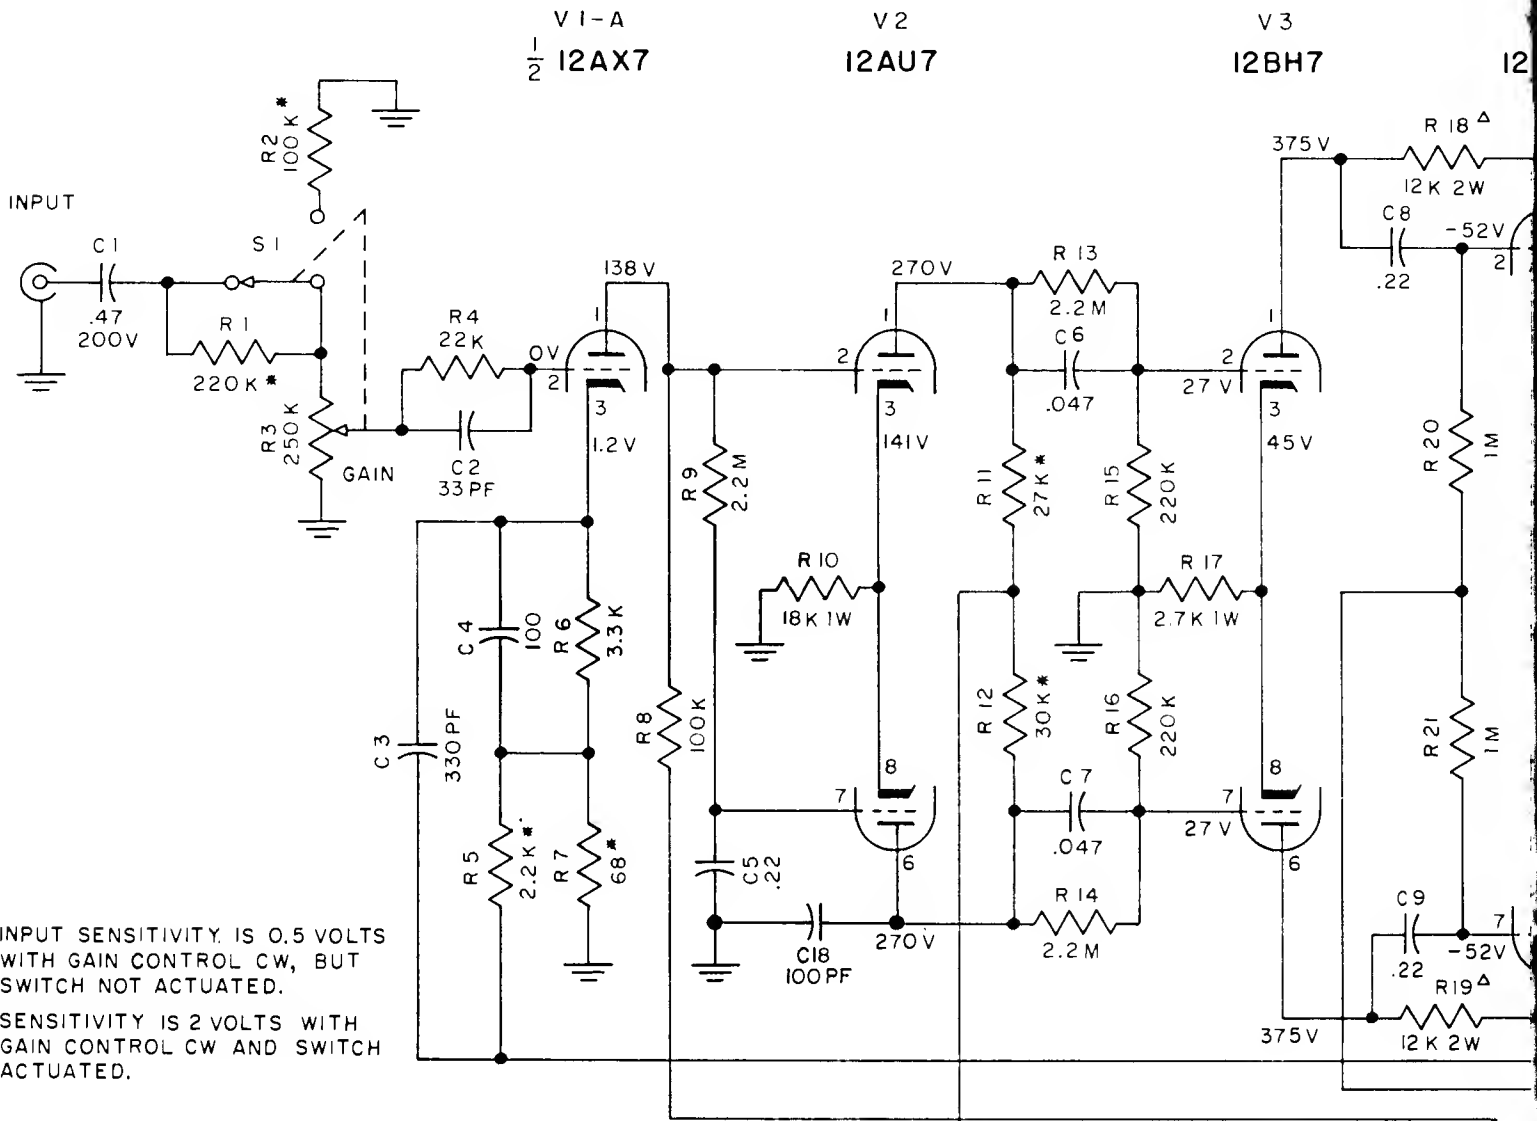 V1-A
1/2 12AX7
V2
12AU7
V3
12BH7
12
INPUT
C1
.47
200V
R2
100K*
S1
R1
220K*
R3
250K
GAIN
R4
22K
C2
33PF
138V
1
0V
2
3
1.2V
C4
100
R6
3.3K
C3
330PF
R5
2.2K*
R7
68*
R8
100K
R9
2.2M
C5
.22
C18
100PF
270V
1
2
3
141V
R10
18K 1W
8
7
6
270V
R13
2.2M
C6
.047
R11
27K*
R15
220K
R12
30K*
R16
220K
C7
.047
R14
2.2M
375V
1
2
27V
3
45V
R17
2.7K 1W
8
7
27V
6
375V
R18 Δ
12K 2W
C8
.22
-52V
2
R20
1M
R21
1M
C9
.22
7
-52V
R19 Δ
12K 2W
INPUT SENSITIVITY IS 0.5 VOLTS
WITH GAIN CONTROL CW, BUT
SWITCH NOT ACTUATED.
SENSITIVITY IS 2 VOLTS WITH
GAIN CONTROL CW AND SWITCH
ACTUATED.